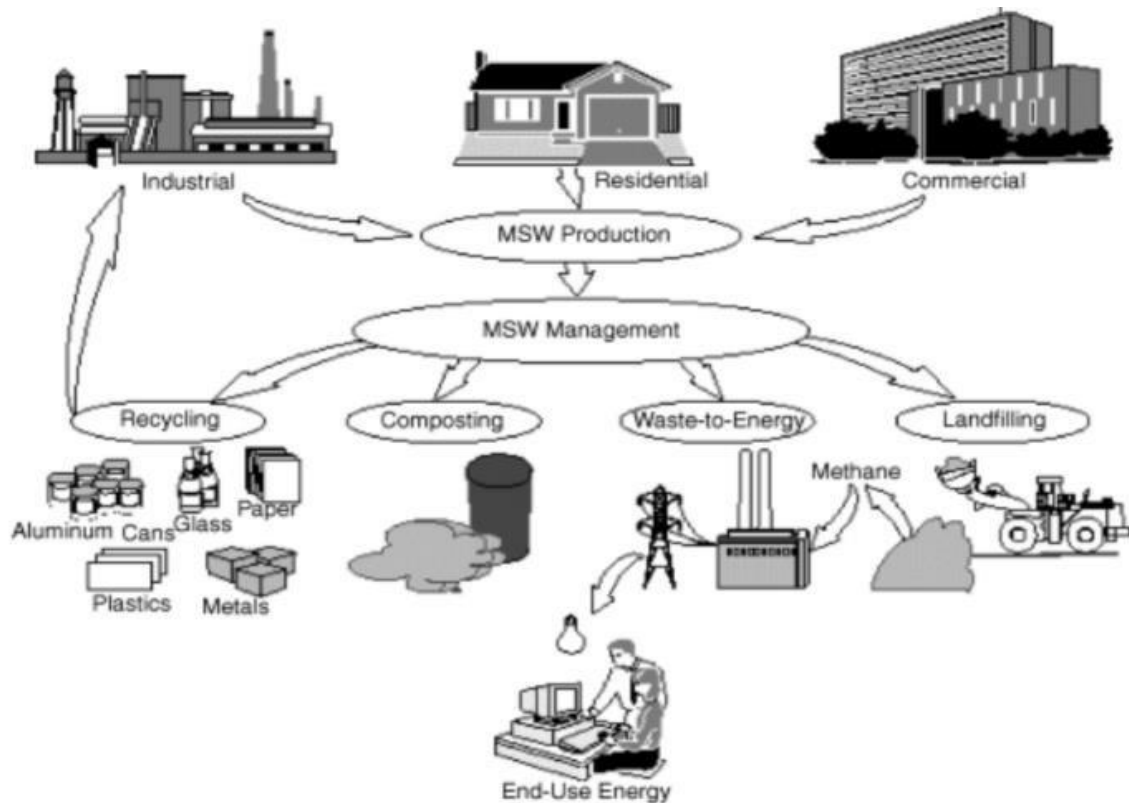 Industrial
Residential
Commercial
MSW Production
MSW Management
Recycling
Composting
Waste-to-Energy
Landfilling
Methane
Aluminum Cans
Glass
Paper
Plastics
Metals
End-Use Energy